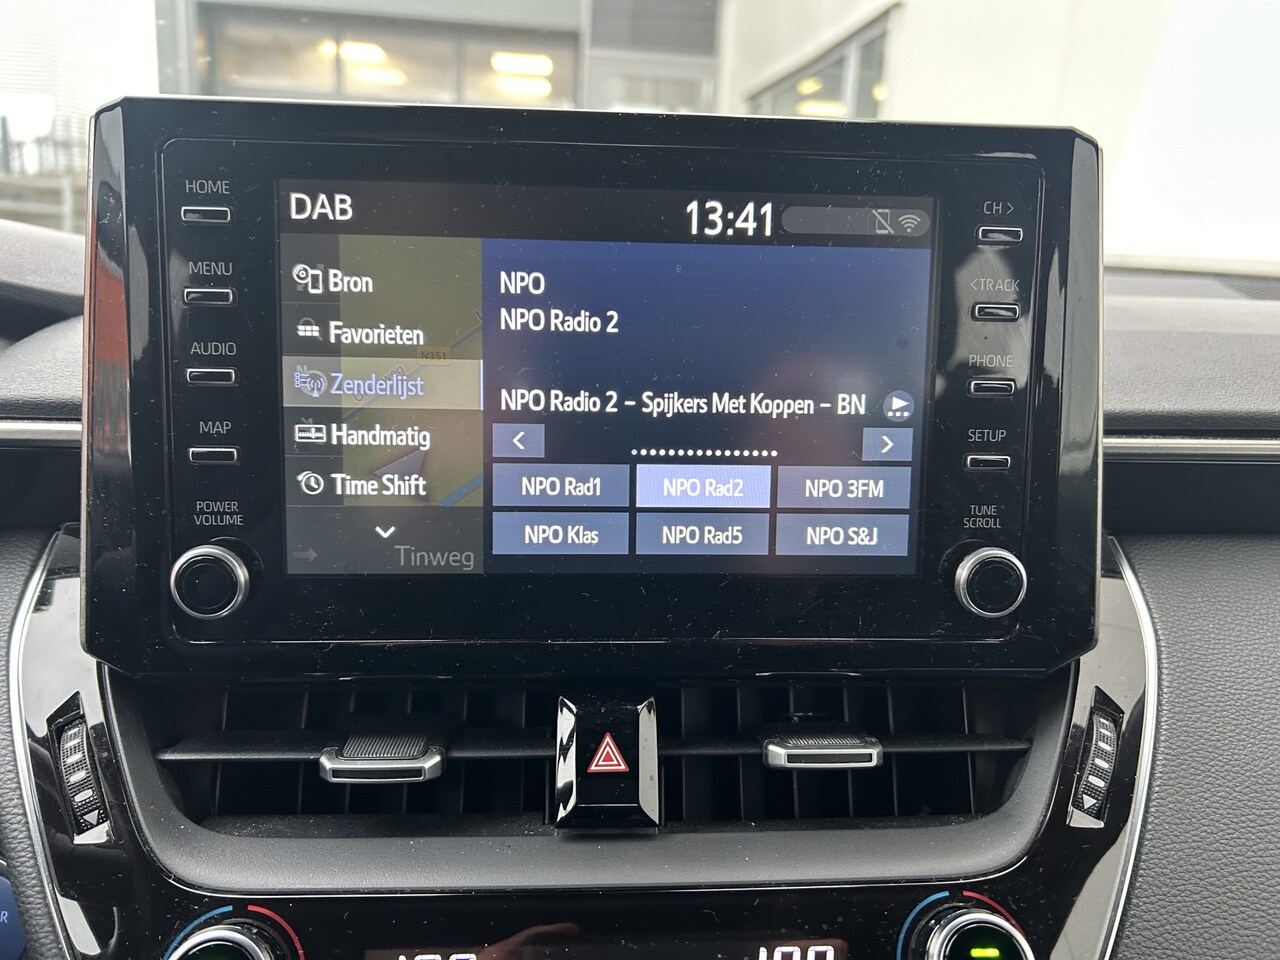 HOME
MENU
AUDIO
MAP
POWER
VOLUME
DAB
13:41
Bron
Favorieten
Zenderlijst
Handmatig
Time Shift
N351
Tinweg
NPO
NPO Radio 2
NPO Radio 2 – Spijkers Met Koppen – BN
<
>
NPO Rad1
NPO Rad2
NPO 3FM
NPO Klas
NPO Rad5
NPO S&J
CH >
< TRACK
PHONE
SETUP
TUNE
SCROLL